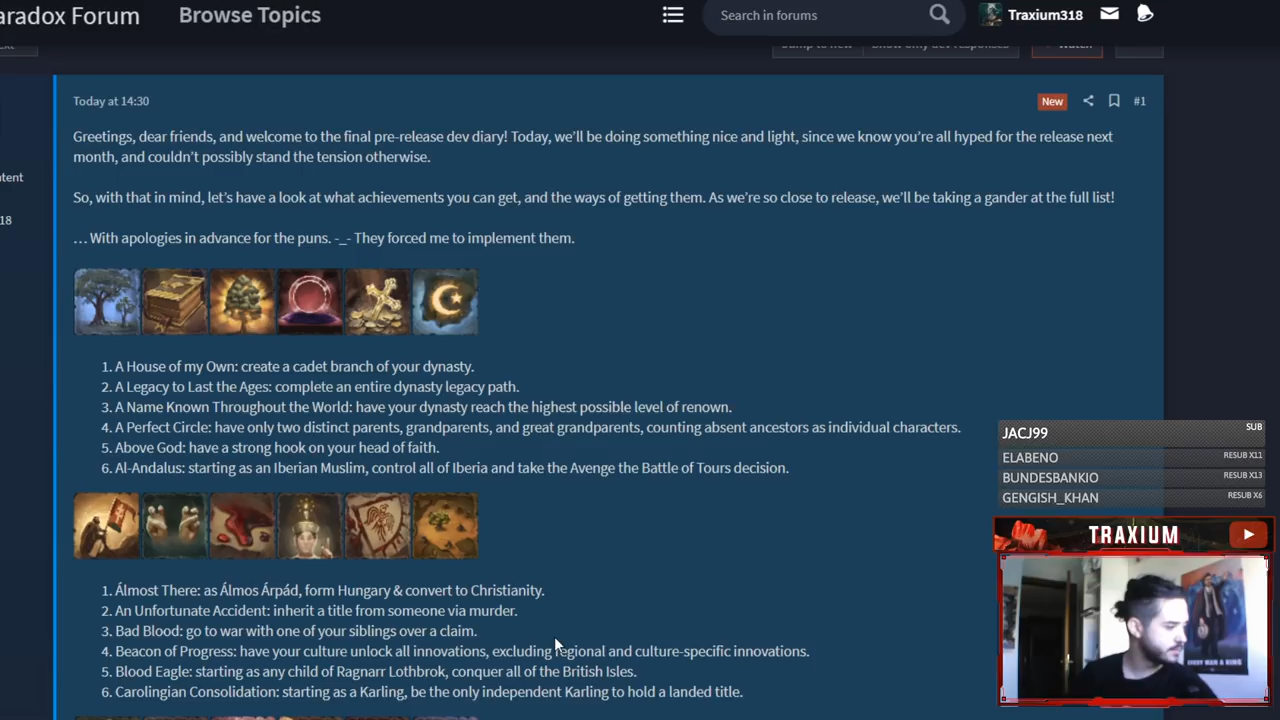 aradox Forum
Browse Topics
Search in forums
Traxium318
Jump to new
Show only dev responses
Watch
Today at 14:30
New
#1
Greetings, dear friends, and welcome to the final pre-release dev diary! Today, we'll be doing something nice and light, since we know you're all hyped for the release next
month, and couldn't possibly stand the tension otherwise.
tent
So, with that in mind, let's have a look at what achievements you can get, and the ways of getting them. As we're so close to release, we'll be taking a gander at the full list!
18
… With apologies in advance for the puns. -_- They forced me to implement them.
1. A House of my Own: create a cadet branch of your dynasty.
2. A Legacy to Last the Ages: complete an entire dynasty legacy path.
3. A Name Known Throughout the World: have your dynasty reach the highest possible level of renown.
4. A Perfect Circle: have only two distinct parents, grandparents, and great grandparents, counting absent ancestors as individual characters.
5. Above God: have a strong hook on your head of faith.
6. Al-Andalus: starting as an Iberian Muslim, control all of Iberia and take the Avenge the Battle of Tours decision.
1. Álmost There: as Álmos Árpád, form Hungary & convert to Christianity.
2. An Unfortunate Accident: inherit a title from someone via murder.
3. Bad Blood: go to war with one of your siblings over a claim.
4. Beacon of Progress: have your culture unlock all innovations, excluding regional and culture-specific innovations.
5. Blood Eagle: starting as any child of Ragnarr Lothbrok, conquer all of the British Isles.
6. Carolingian Consolidation: starting as a Karling, be the only independent Karling to hold a landed title.
JACJ99 SUB
ELABENO RESUB X11
BUNDESBANKIO RESUB X13
GENGISH_KHAN RESUB X6
TRAXIUM
EVERY MAN A KING